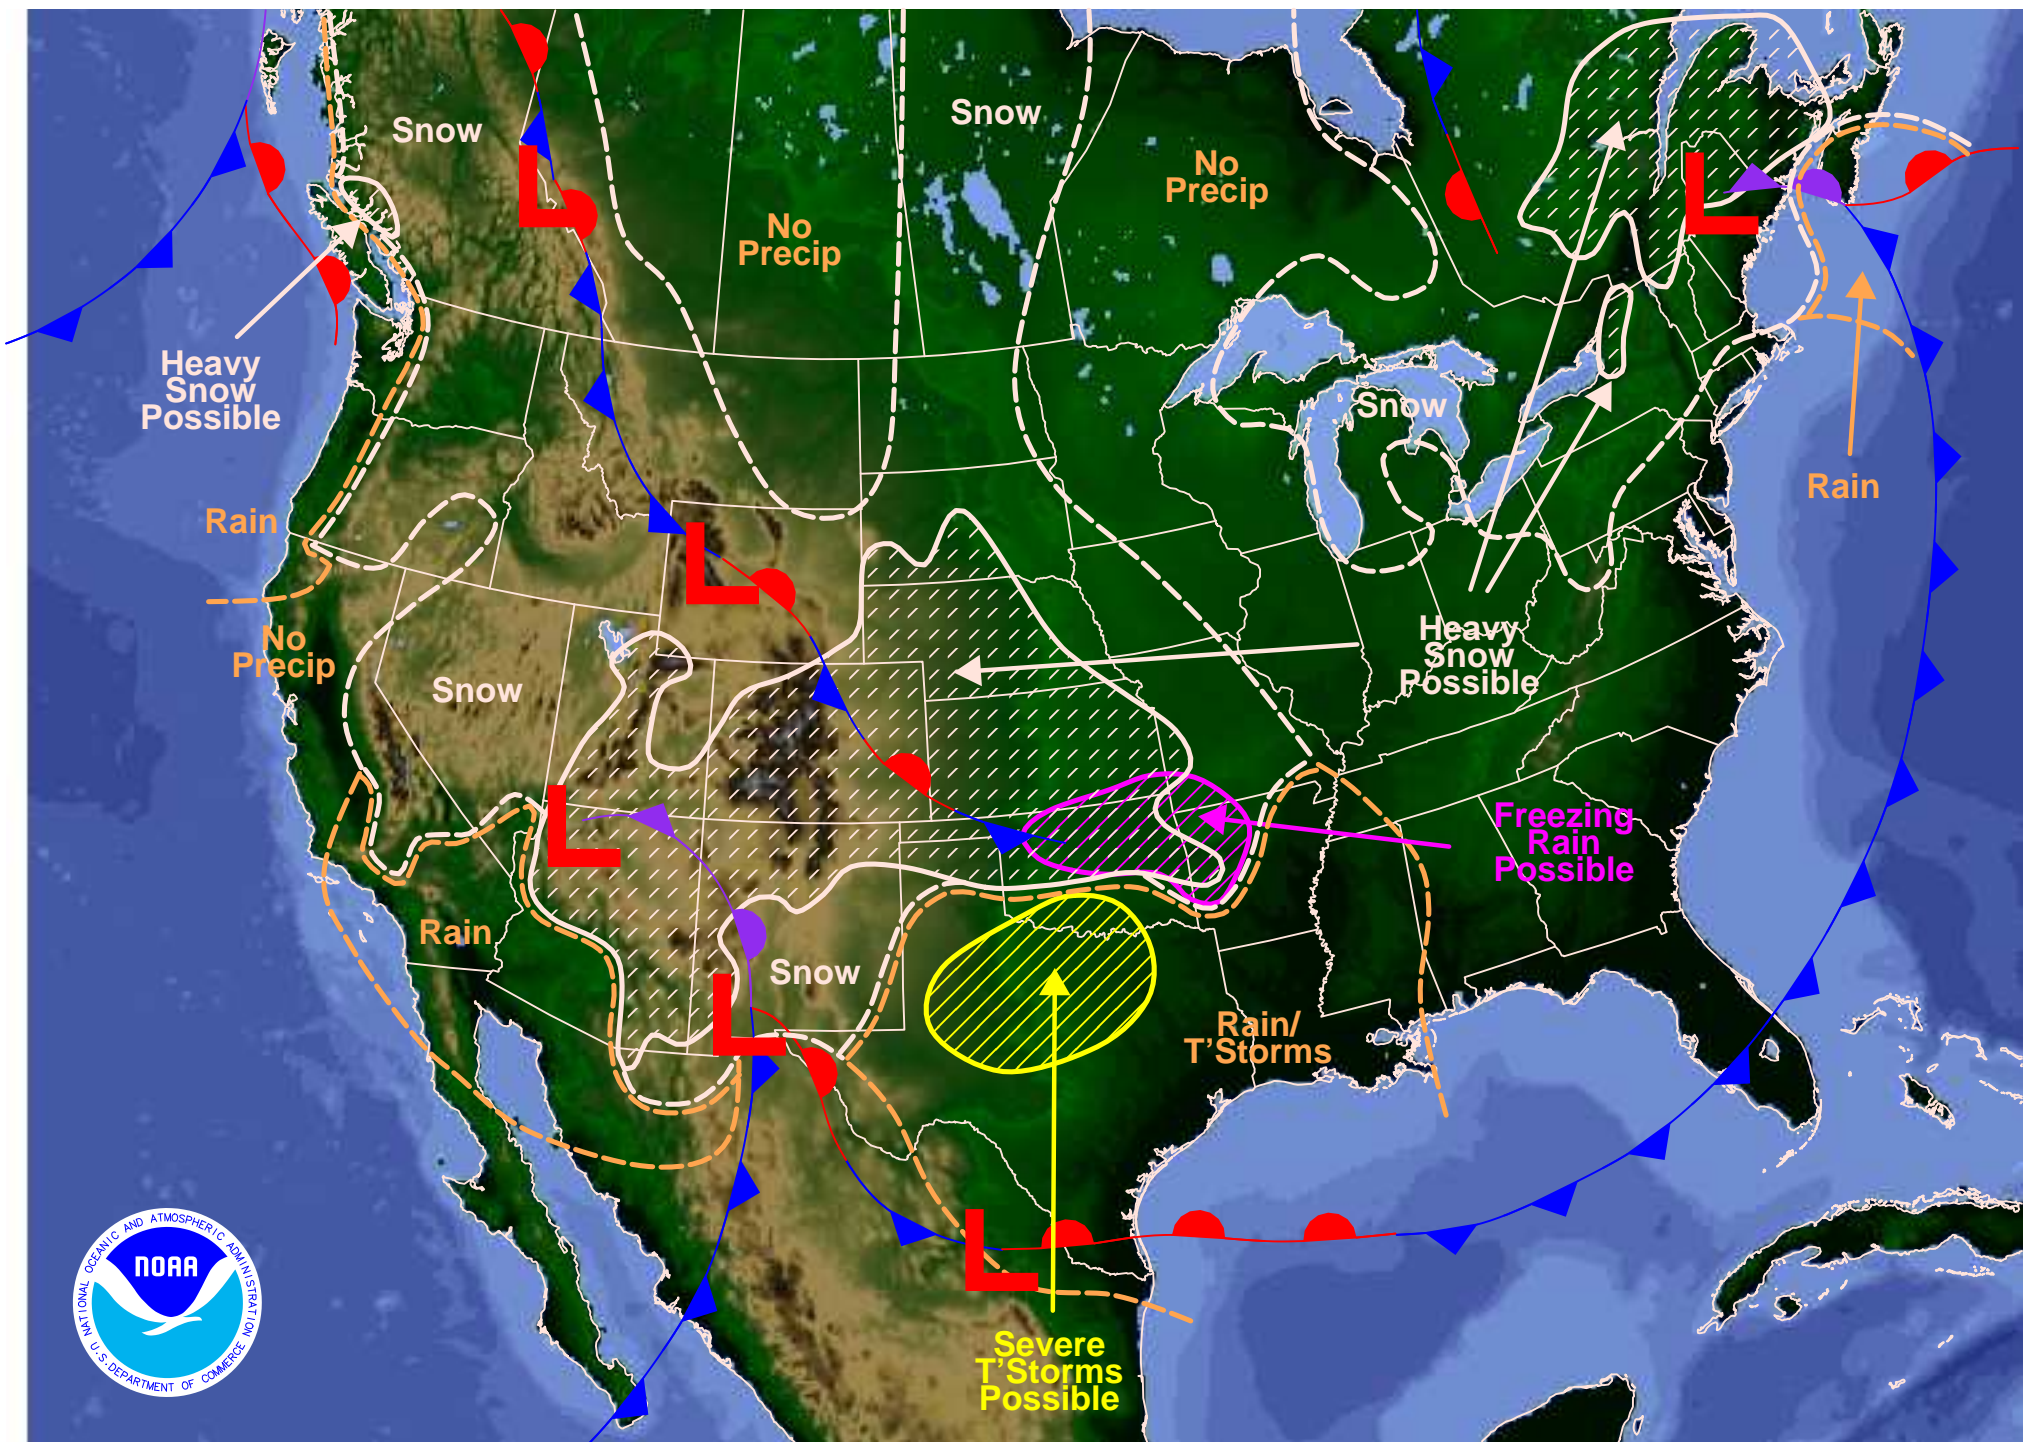 Snow
Snow
No
Precip
No
Precip
Heavy
Snow
Possible
Snow
Rain
Rain
No
Precip
Snow
Heavy
Snow
Possible
Freezing
Rain
Possible
Rain
Snow
Rain/
T'Storms
Severe
T'Storms
Possible
L
L
L
L
L
L
NATIONAL OCEANIC AND ATMOSPHERIC ADMINISTRATION
NOAA
U.S. DEPARTMENT OF COMMERCE